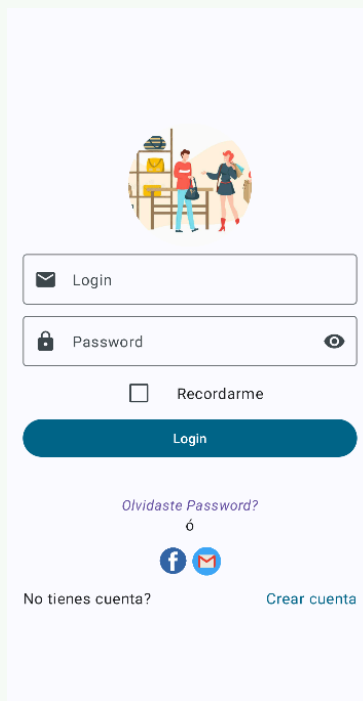 Login
Password
Recordarme
Login
Olvidaste Password?
ó
No tienes cuenta? Crear cuenta